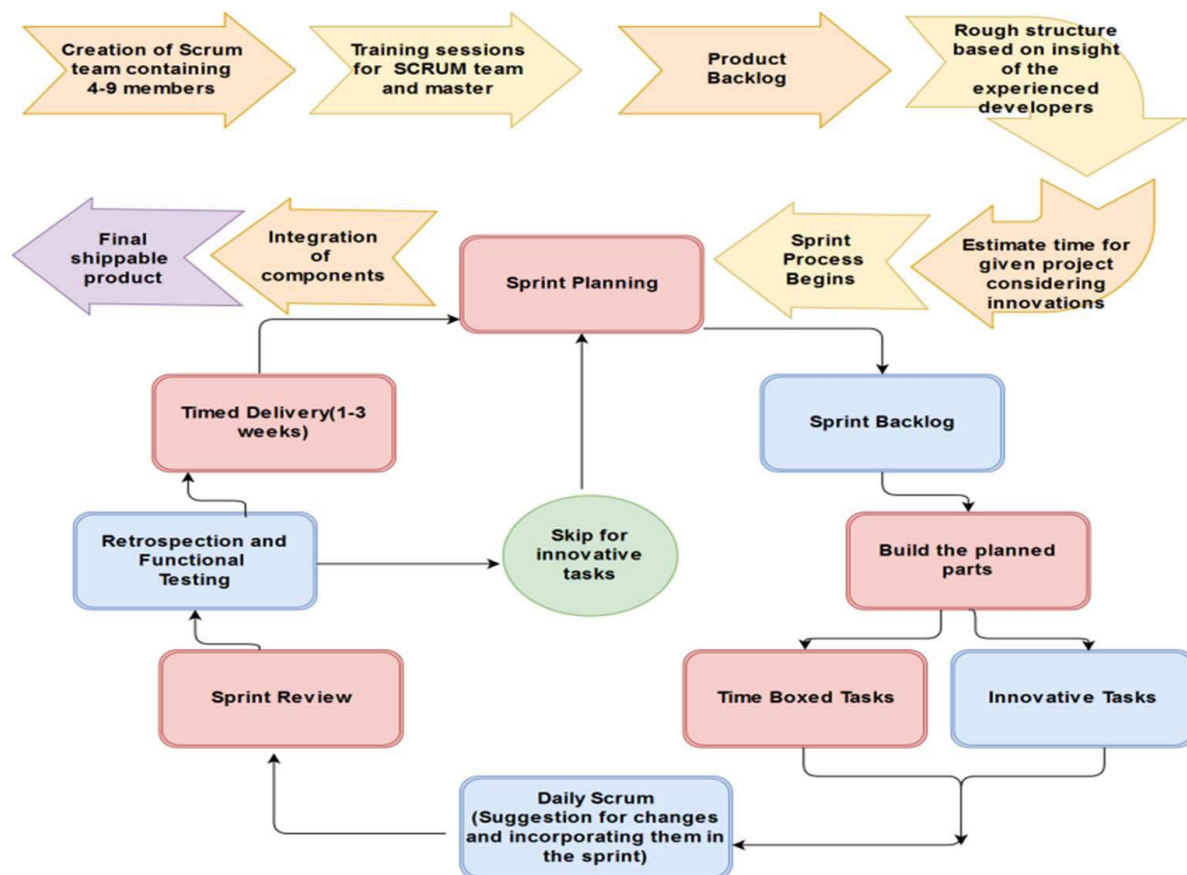 Creation of Scrum
team containing
4-9 members
Training sessions
for SCRUM team
and master
Product
Backlog
Rough structure
based on insight
of the
experienced
developers
Final
shippable
product
Integration
of
components
Sprint Planning
Sprint
Process
Begins
Estimate time for
given project
considering
innovations
Timed Delivery(1-3
weeks)
Sprint Backlog
Retrospection and
Functional
Testing
Skip for
innovative
tasks
Build the planned
parts
Sprint Review
Time Boxed Tasks
Innovative Tasks
Daily Scrum
(Suggestion for changes
and incorporating them in
the sprint)